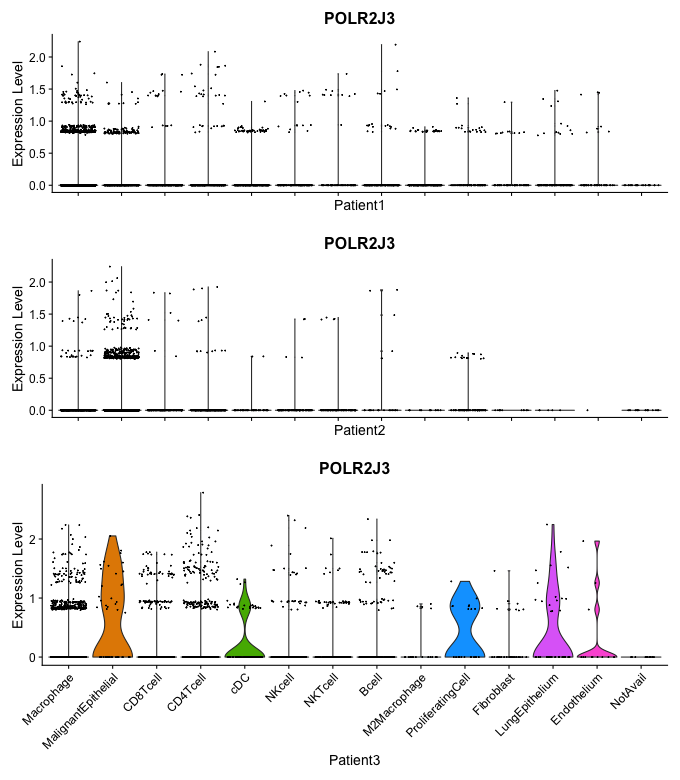 POLR2J3
Expression Level
2.0
1.5
1.0
0.5
0.0
Patient1
POLR2J3
Expression Level
2.0
1.5
1.0
0.5
0.0
Patient2
POLR2J3
Expression Level
2
1
0
Macrophage
MalignantEpithelial
CD8Tcell
CD4Tcell
cDC
NKcell
NKTcell
Bcell
M2Macrophage
ProliferatingCell
Fibroblast
LungEpithelium
Endothelium
NotAvail
Patient3